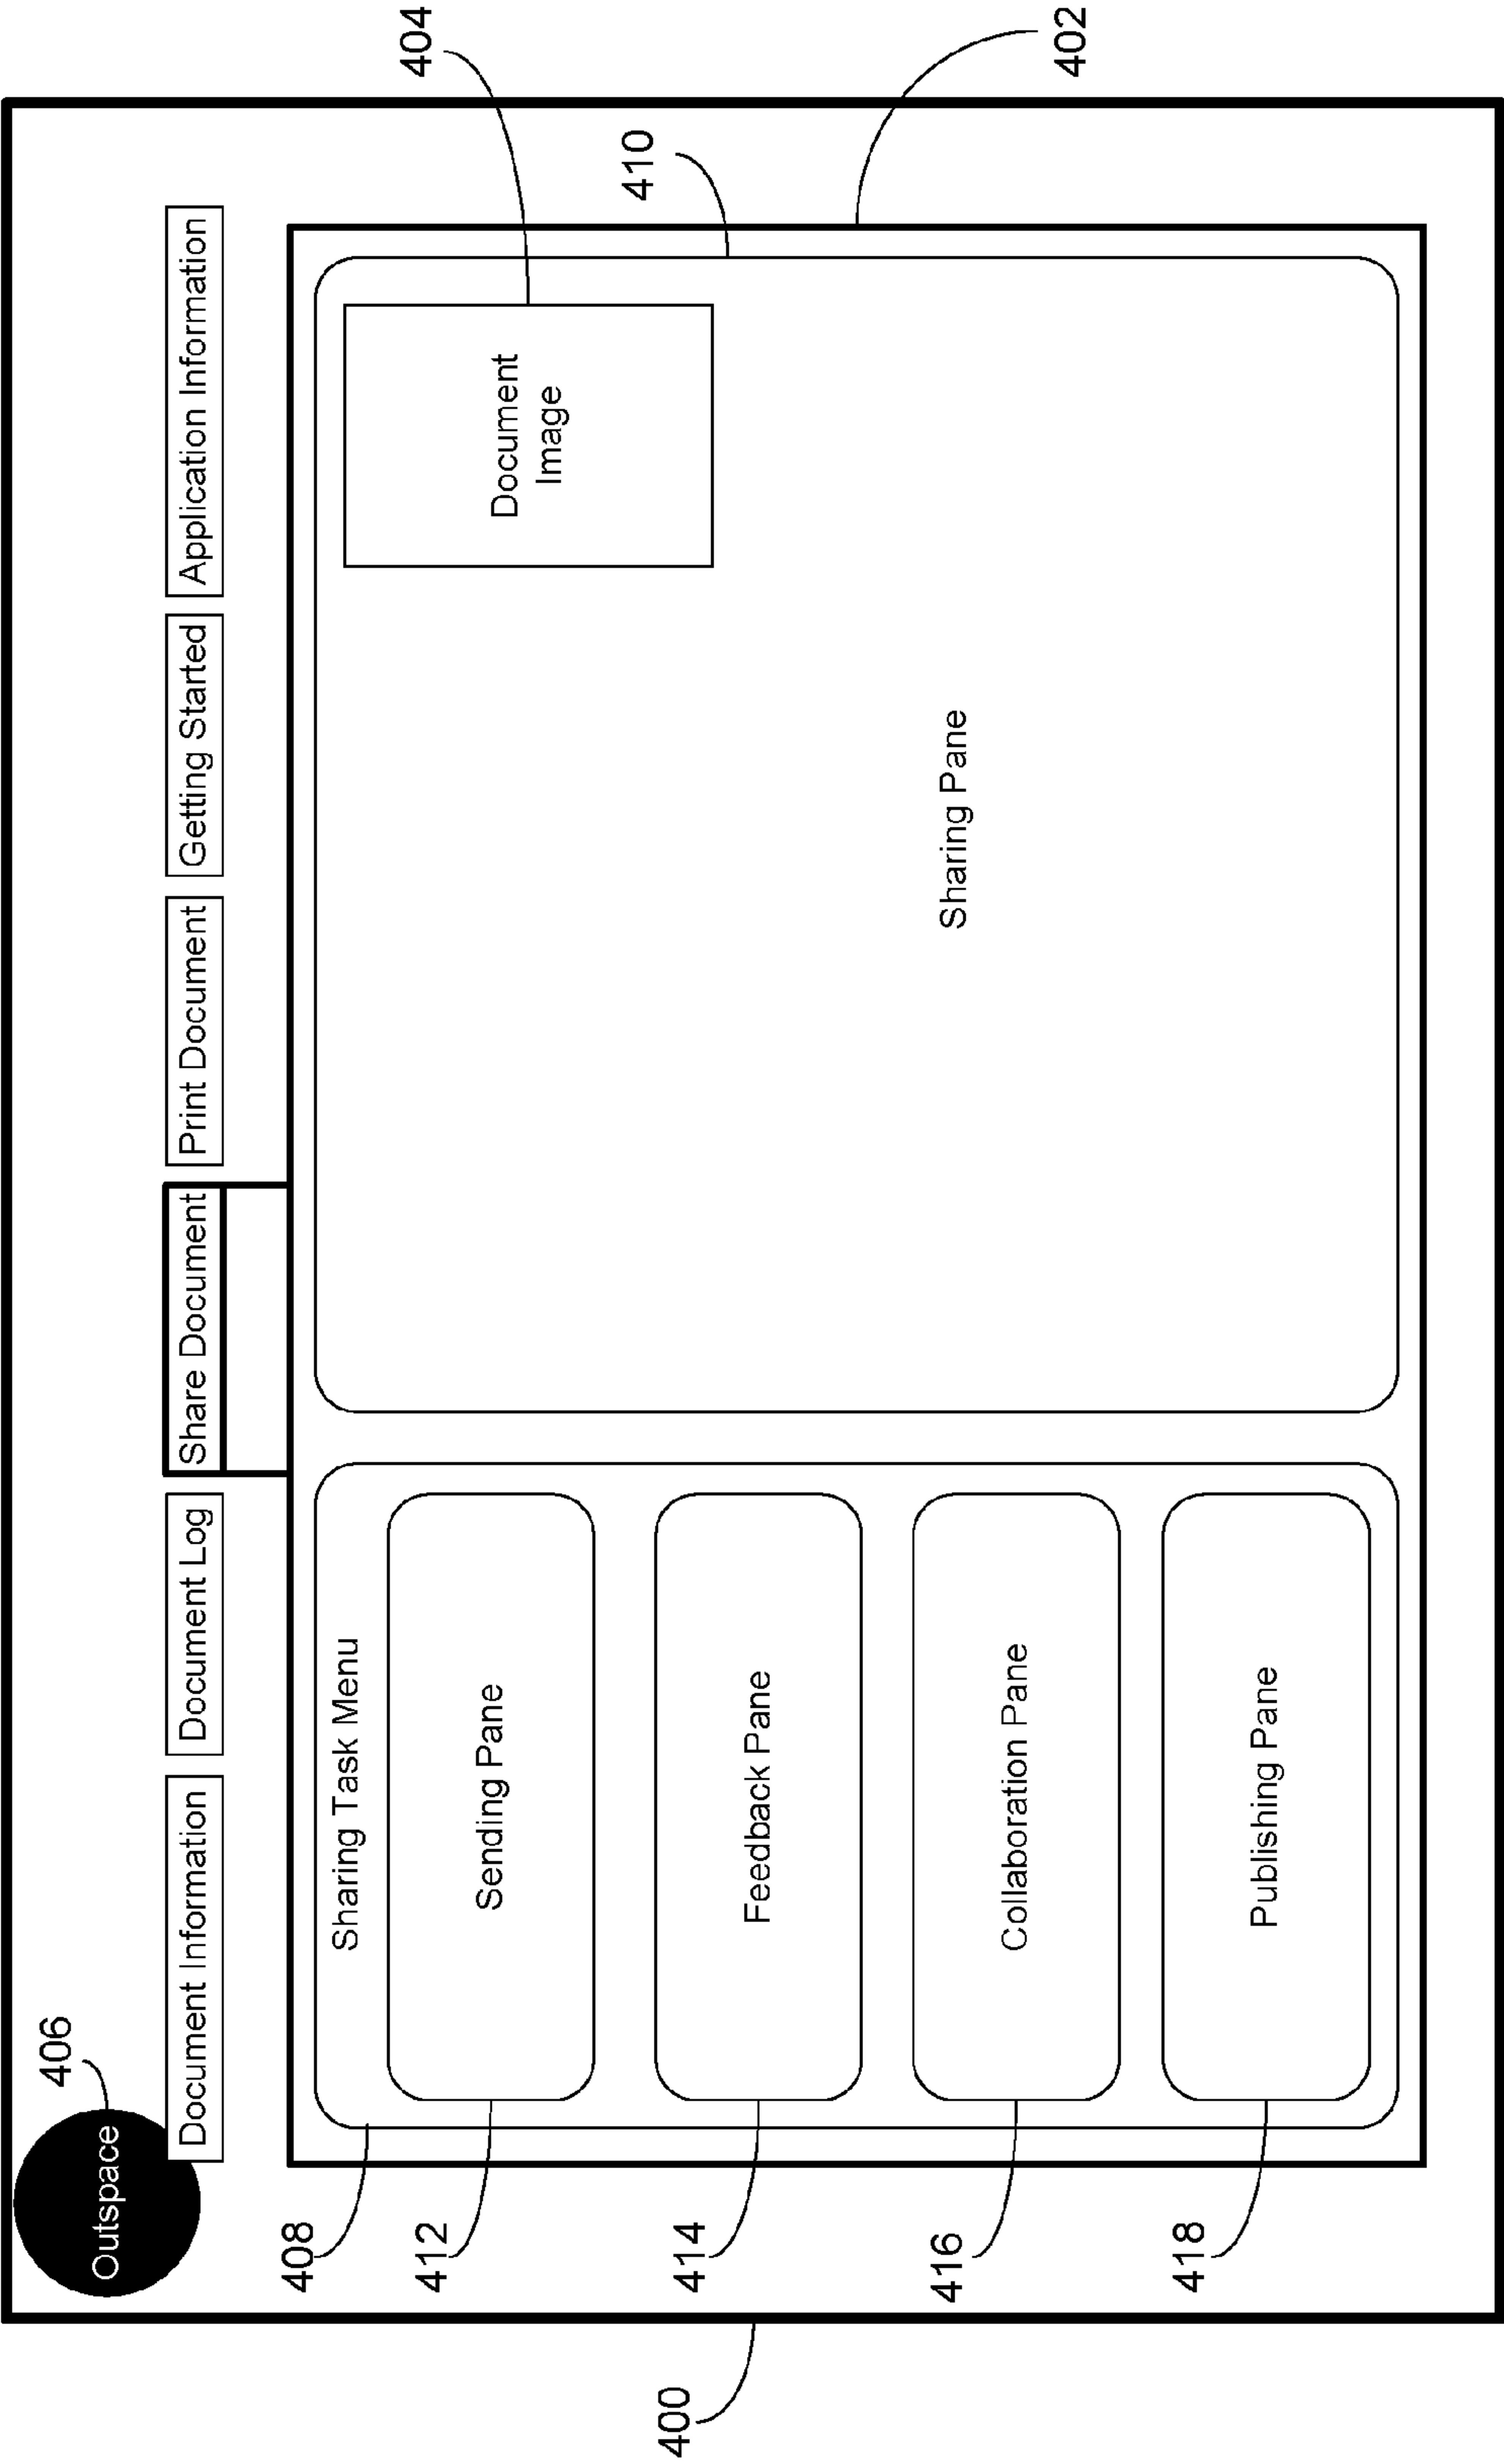 404
402
410
406
Outspace
Document Information
Document Log
Share Document
Print Document
Getting Started
Application Information
408
Sharing Task Menu
412
Sending Pane
414
Feedback Pane
416
Collaboration Pane
418
Publishing Pane
Document
Image
Sharing Pane
400